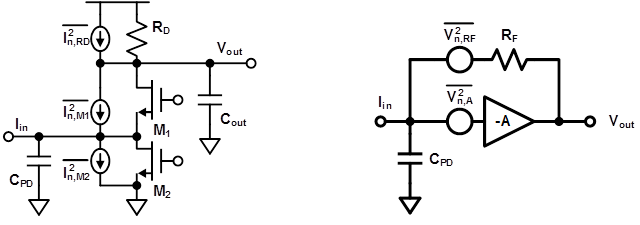 I²n,RD
RD
Vout
I²n,M1
M1
Cout
Iin
CPD
I²n,M2
M2
V²n,RF
RF
V²n,A
Iin
-A
Vout
CPD